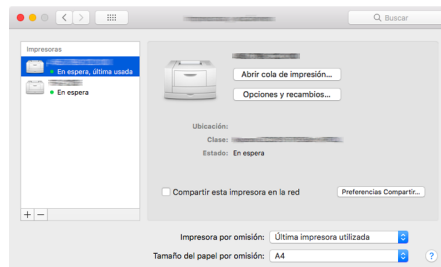 Buscar
Impresoras
En espera, última usada
En espera
Abrir cola de impresión...
Opciones y recambios...
Ubicación:
Clase:
Estado: En espera
Compartir esta impresora en la red
Preferencias Compartir...
+ −
Impresora por omisión: Última impresora utilizada
Tamaño del papel por omisión: A4
?